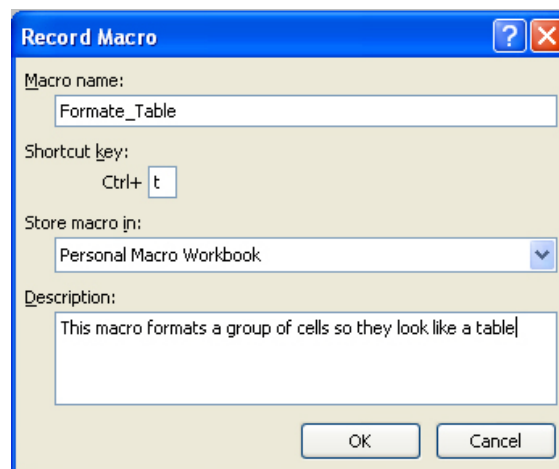 Record Macro
Macro name:
Formate_Table
Shortcut key:
Ctrl+ t
Store macro in:
Personal Macro Workbook
Description:
This macro formats a group of cells so they look like a table
OK Cancel